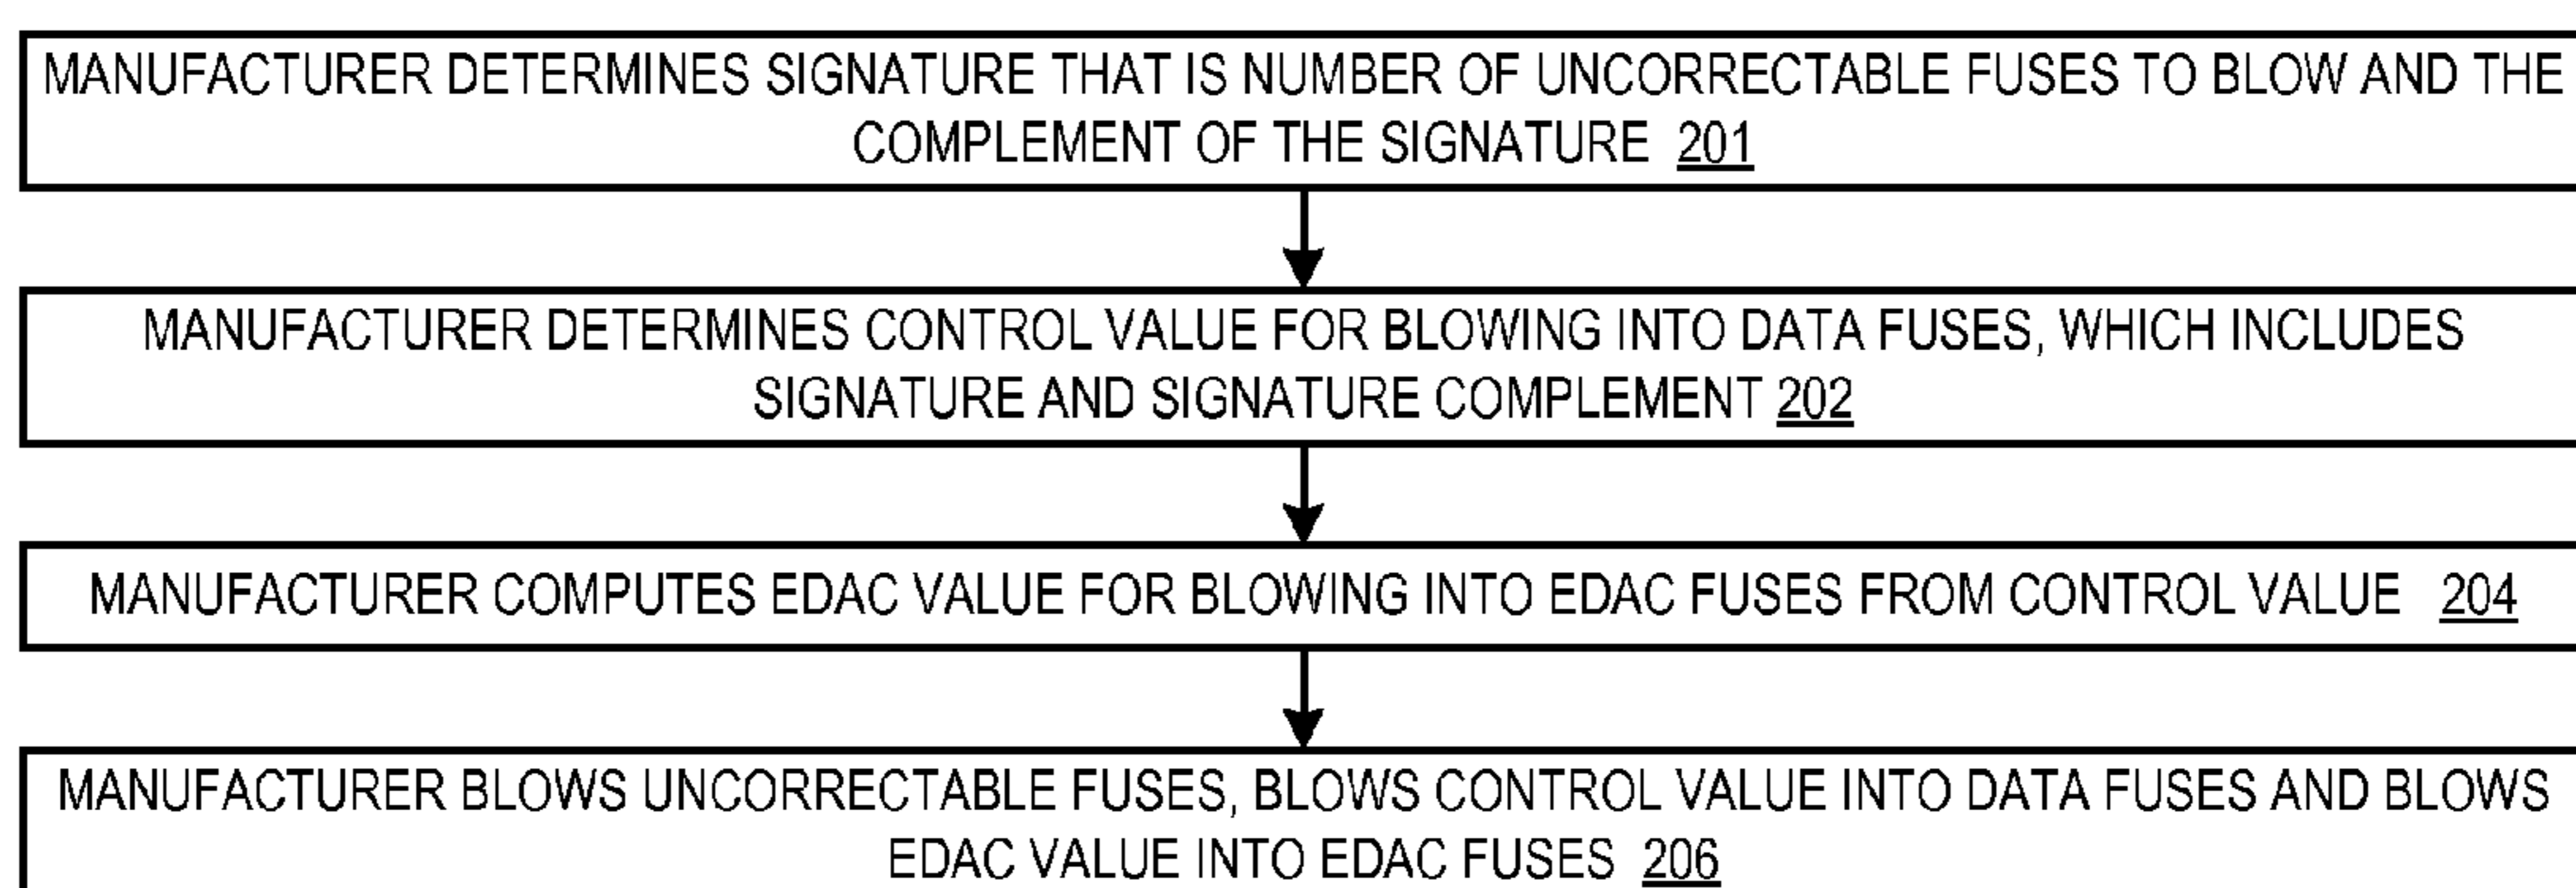 MANUFACTURER DETERMINES SIGNATURE THAT IS NUMBER OF UNCORRECTABLE FUSES TO BLOW AND THE
COMPLEMENT OF THE SIGNATURE 201
MANUFACTURER DETERMINES CONTROL VALUE FOR BLOWING INTO DATA FUSES, WHICH INCLUDES
SIGNATURE AND SIGNATURE COMPLEMENT 202
MANUFACTURER COMPUTES EDAC VALUE FOR BLOWING INTO EDAC FUSES FROM CONTROL VALUE 204
MANUFACTURER BLOWS UNCORRECTABLE FUSES, BLOWS CONTROL VALUE INTO DATA FUSES AND BLOWS
EDAC VALUE INTO EDAC FUSES 206